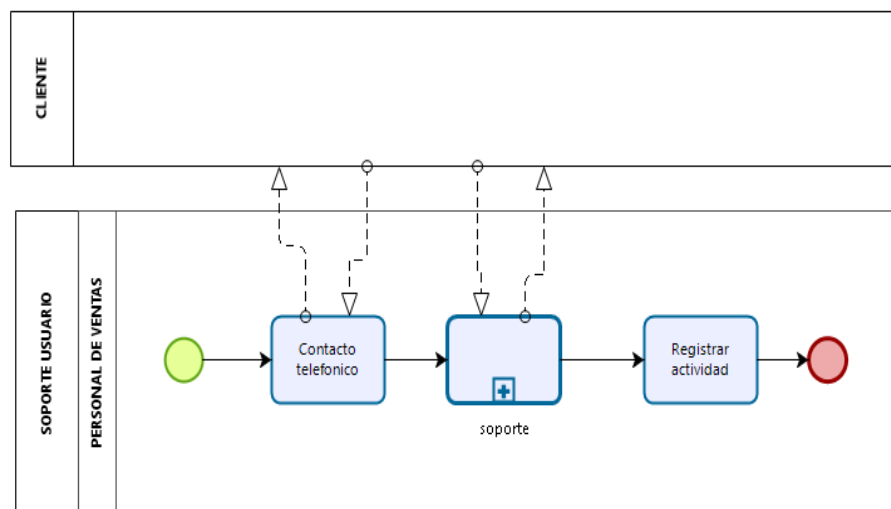 CLIENTE
SOPORTE USUARIO
PERSONAL DE VENTAS
Contacto
telefonico
soporte
Registrar
actividad